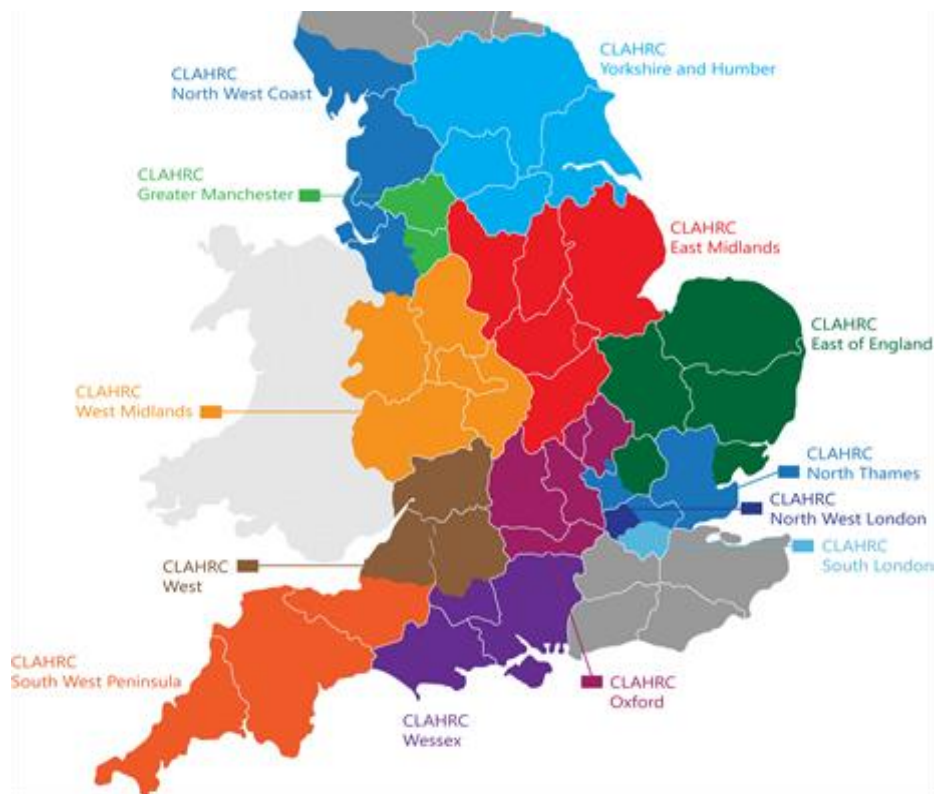 CLAHRC
Yorkshire and Humber
CLAHRC
North West Coast
CLAHRC
Greater Manchester
CLAHRC
East Midlands
CLAHRC
East of England
CLAHRC
West Midlands
CLAHRC
North Thames
CLAHRC
North West London
CLAHRC
South London
CLAHRC
West
CLAHRC
South West Peninsula
CLAHRC
Oxford
CLAHRC
Wessex